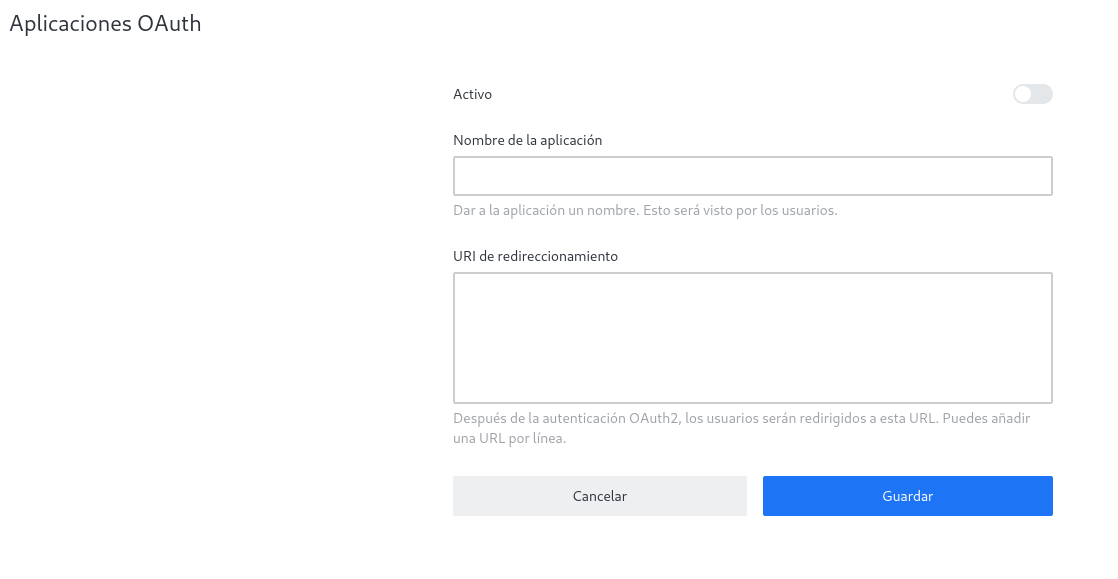 Aplicaciones OAuth
Activo
Nombre de la aplicación
Dar a la aplicación un nombre. Esto será visto por los usuarios.
URI de redireccionamiento
Después de la autenticación OAuth2, los usuarios serán redirigidos a esta URL. Puedes añadir
una URL por línea.
Cancelar
Guardar